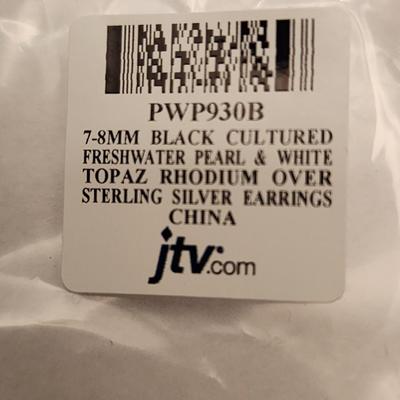 PWP930B
7-8MM BLACK CULTURED
FRESHWATER PEARL & WHITE
TOPAZ RHODIUM OVER
STERLING SILVER EARRINGS
CHINA
jtv.com